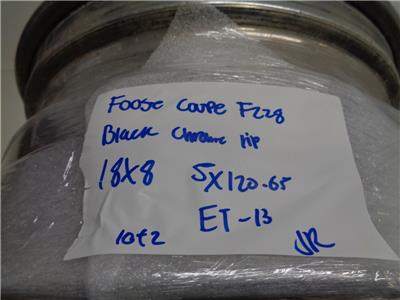 Foose Coupe F228
Black chrome lip
18x8 5x120.65
ET-13
1 of 2 JR